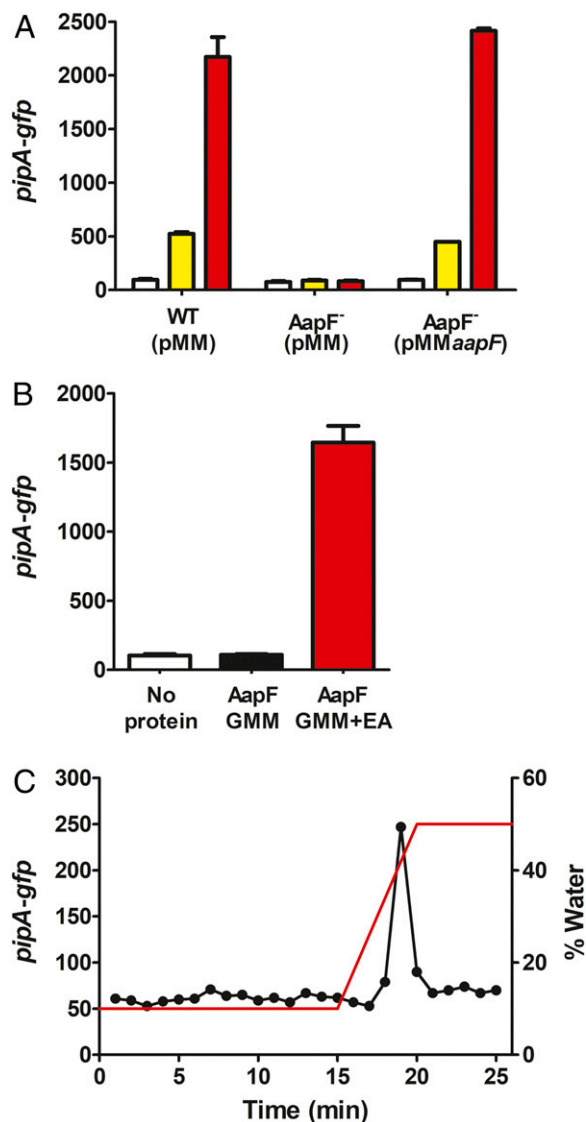 A
pipA-gfp
2500
2000
1500
1000
500
0
WT
(pMM)
AapF⁻
(pMM)
AapF⁻
(pMMaapF)
B
pipA-gfp
2000
1500
1000
500
0
No
protein
AapF
GMM
AapF
GMM+EA
C
pipA-gfp
300
250
200
150
100
50
0
60
40
20
0
% Water
0 5 10 15 20 25
Time (min)